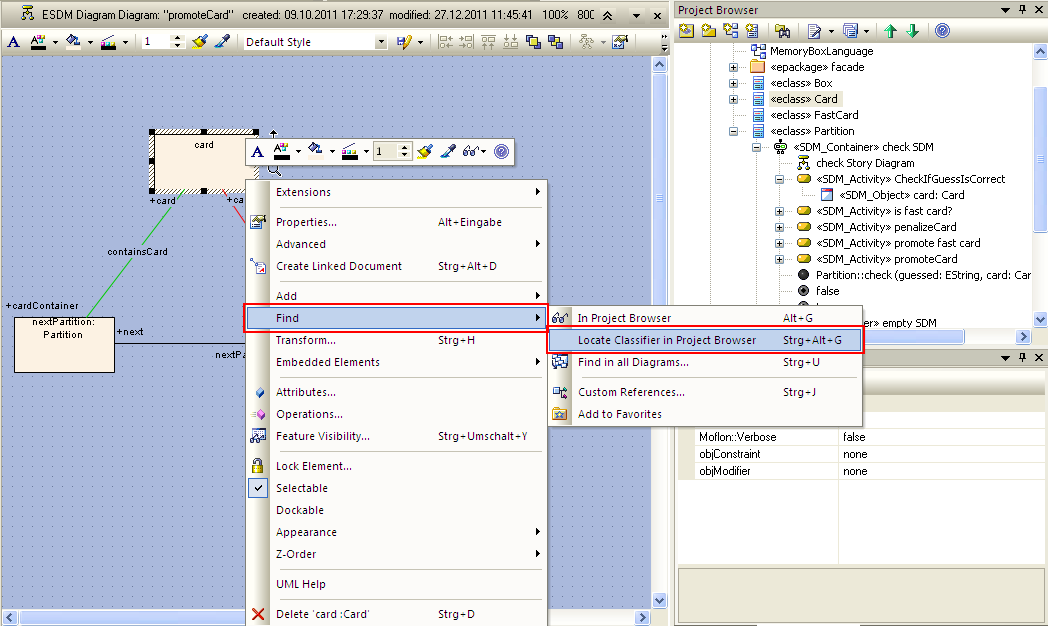 ESDM Diagram Diagram: "promoteCard" created: 09.10.2011 17:29:37 modified: 27.12.2011 11:45:41 100% 800
Project Browser
A 1 Default Style
MemoryBoxLanguage
«epackage» facade
«eclass» Box
«eclass» Card
«eclass» FastCard
«eclass» Partition
«SDM_Container» check SDM
check Story Diagram
«SDM_Activity» CheckIfGuessIsCorrect
«SDM_Object» card: Card
«SDM_Activity» is fast card?
«SDM_Activity» penalizeCard
«SDM_Activity» promote fast card
«SDM_Activity» promoteCard
Partition::check (guessed: EString, card: Car
false
er» empty SDM
card
A 1
+card
+ca
containsCard
+cardContainer
nextPartition:
Partition
+next
nextPa
Extensions
Properties... Alt+Eingabe
Advanced
Create Linked Document Strg+Alt+D
Add
Find
Transform... Strg+H
Embedded Elements
Attributes...
Operations...
Feature Visibility... Strg+Umschalt+Y
Lock Element...
Selectable
Dockable
Appearance
Z-Order
UML Help
Delete 'card :Card' Strg+D
In Project Browser Alt+G
Locate Classifier in Project Browser Strg+Alt+G
Find in all Diagrams... Strg+U
Custom References... Strg+J
Add to Favorites
Moflon::Verbose false
objConstraint none
objModifier none